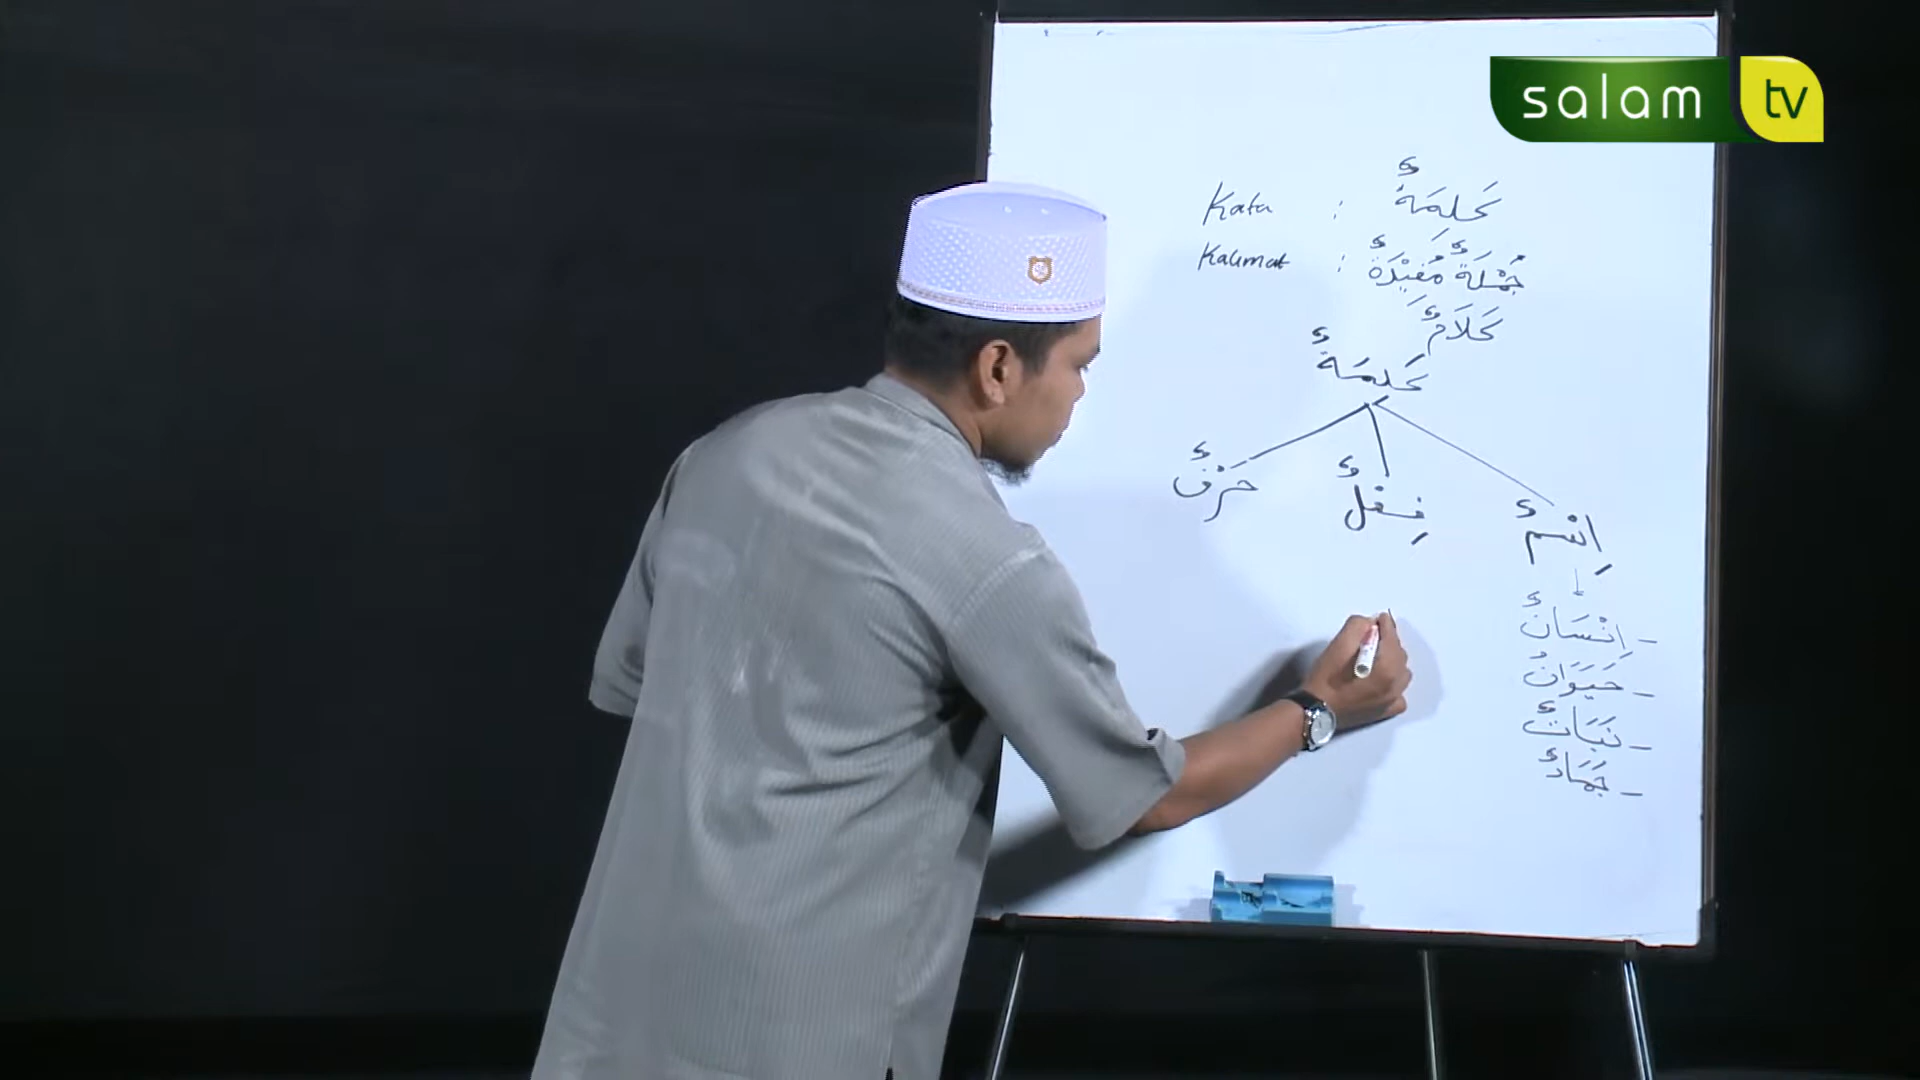 salam tv
Kata : كَلِمَةٌ
Kalimat : جُمْلَةٌ مُفِيْدَةٌ
كَلَامٌ
كَلِمَةٌ
اِسْمٌ فِعْلٌ حَرْفٌ
- اِنْسَانٌ
- حَيَوَانٌ
- نَبَاتٌ
- جَمَادٌ